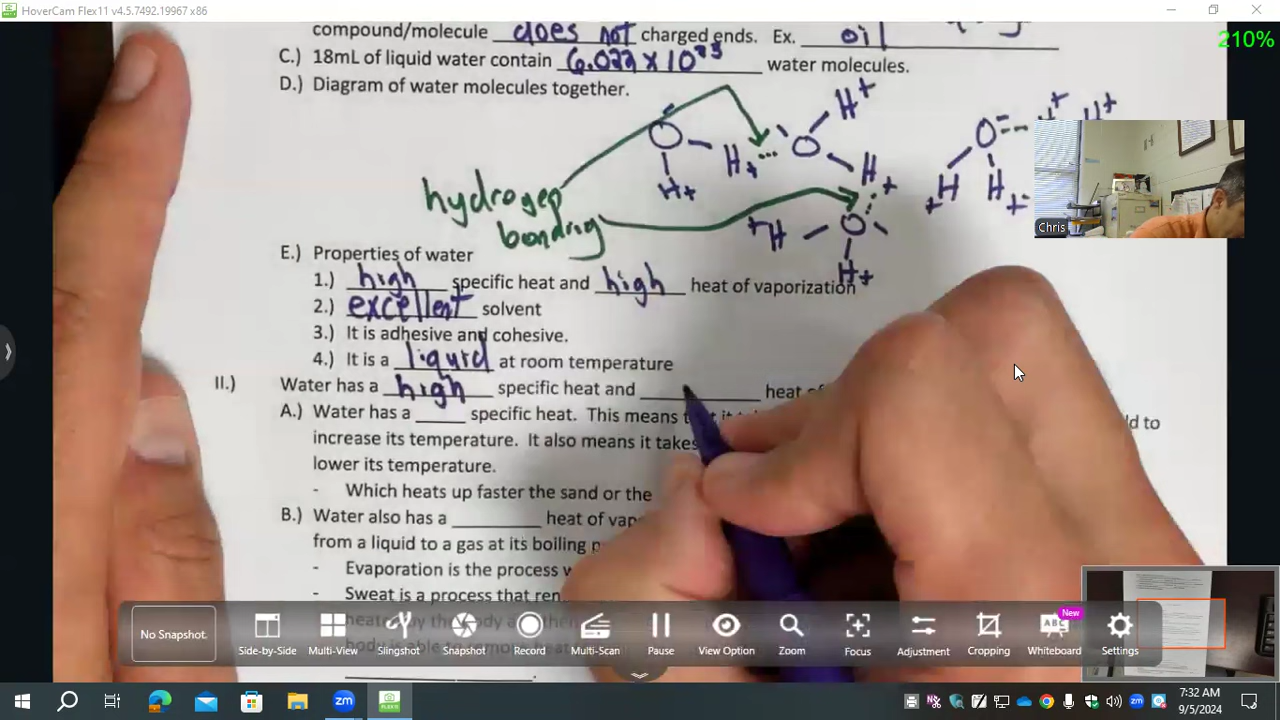 HoverCam Flex11 v4.5.7492.19967 x86
210%
compound/molecule does not charged ends. Ex. oil
C.) 18mL of liquid water contain 6.022 x 10²³ water molecules.
D.) Diagram of water molecules together.
hydrogen bonding
O H+ H+
O H+ H+
+H O H+
O +H H+
E.) Properties of water
1.) high specific heat and high heat of vaporization
2.) excellent solvent
3.) It is adhesive and cohesive.
4.) It is a liquid at room temperature
II.) Water has a high specific heat and ______ heat of
A.) Water has a ____ specific heat. This means
increase its temperature. It also means it takes
lower its temperature.
- Which heats up faster the sand or the
B.) Water also has a ______ heat of
from a liquid to a gas at its boiling
- Evaporation is the process
- Sweat is a process that
Chris
No Snapshot.
Side-by-Side Multi-View Slingshot Snapshot Record Multi-Scan Pause View Option Zoom Focus Adjustment Cropping Whiteboard Settings
New
7:32 AM
9/5/2024